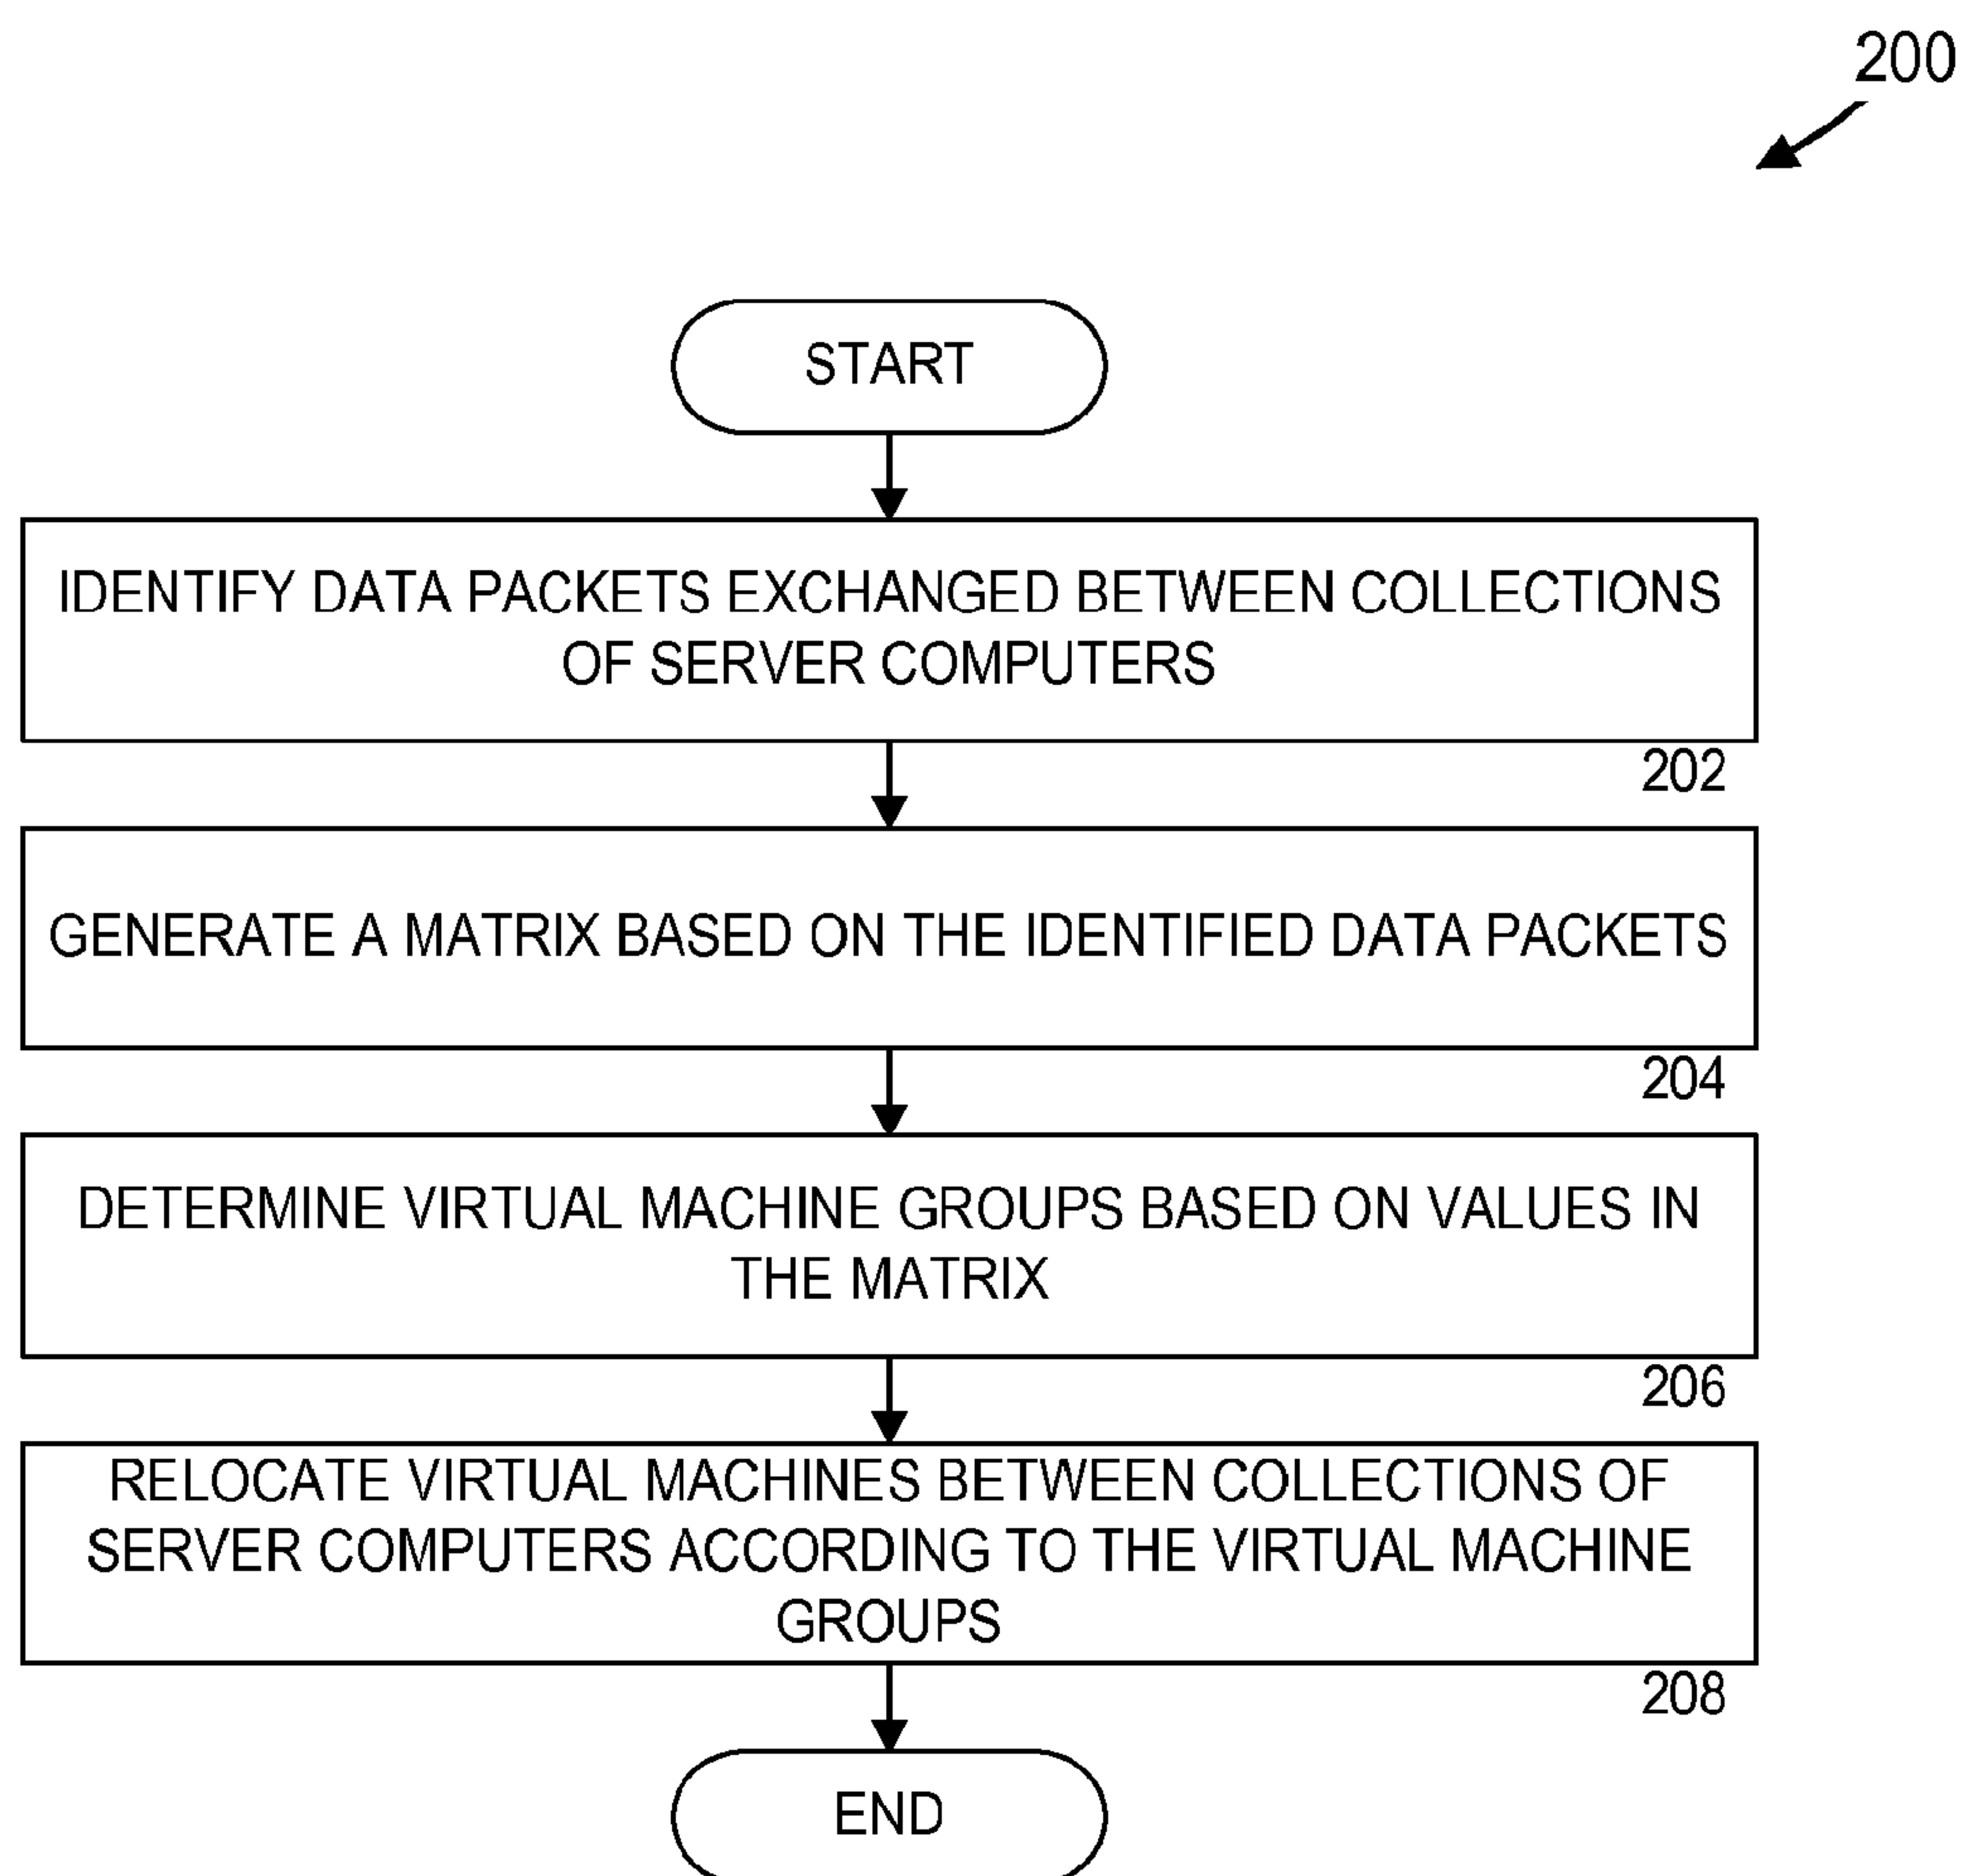 200
START
IDENTIFY DATA PACKETS EXCHANGED BETWEEN COLLECTIONS
OF SERVER COMPUTERS
202
GENERATE A MATRIX BASED ON THE IDENTIFIED DATA PACKETS
204
DETERMINE VIRTUAL MACHINE GROUPS BASED ON VALUES IN
THE MATRIX
206
RELOCATE VIRTUAL MACHINES BETWEEN COLLECTIONS OF
SERVER COMPUTERS ACCORDING TO THE VIRTUAL MACHINE
GROUPS
208
END